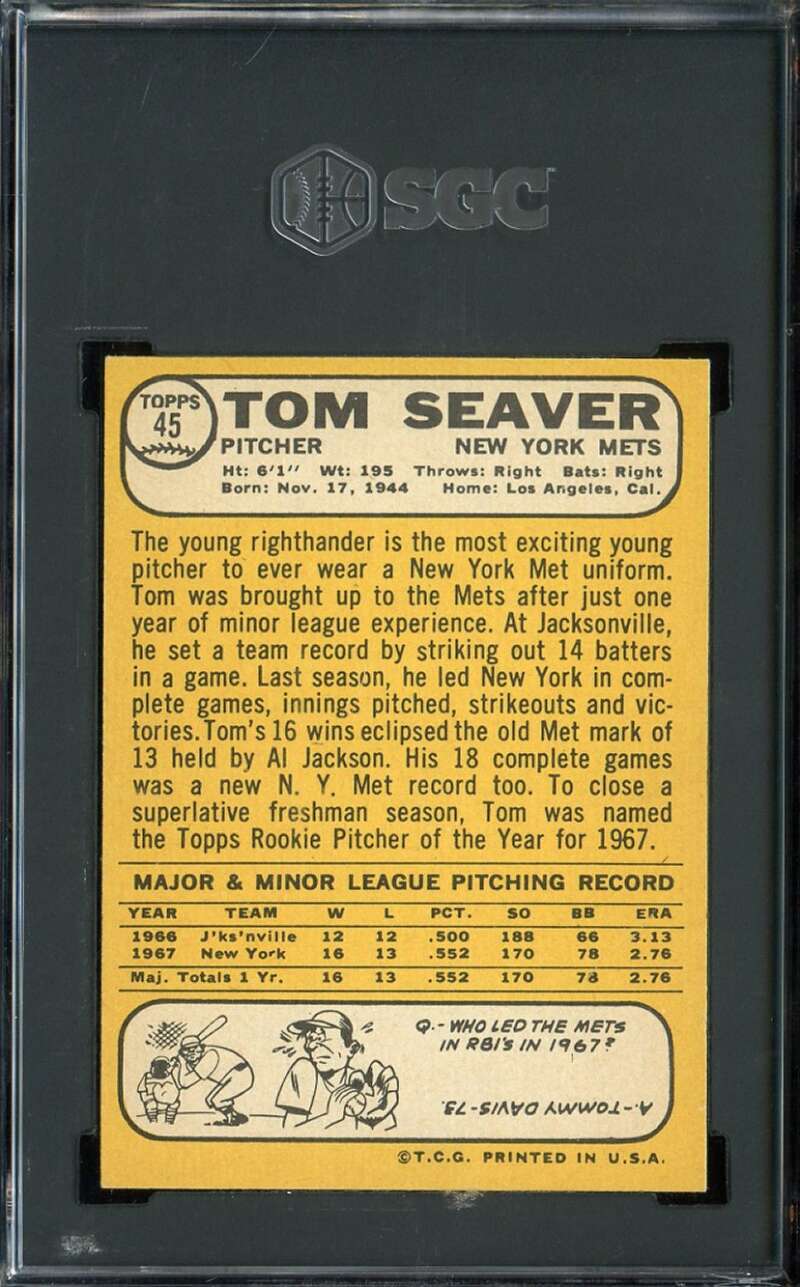 SGC
TOPPS
45
TOM SEAVER
PITCHER NEW YORK METS
Ht: 6'1" Wt: 195 Throws: Right Bats: Right
Born: Nov. 17, 1944 Home: Los Angeles, Cal.
The young righthander is the most exciting young
pitcher to ever wear a New York Met uniform.
Tom was brought up to the Mets after just one
year of minor league experience. At Jacksonville,
he set a team record by striking out 14 batters
in a game. Last season, he led New York in com-
plete games, innings pitched, strikeouts and vic-
tories. Tom's 16 wins eclipsed the old Met mark of
13 held by Al Jackson. His 18 complete games
was a new N. Y. Met record too. To close a
superlative freshman season, Tom was named
the Topps Rookie Pitcher of the Year for 1967.
MAJOR & MINOR LEAGUE PITCHING RECORD
YEAR TEAM W L PCT. SO BB ERA
1966 J'ks'nville 12 12 .500 188 66 3.13
1967 New York 16 13 .552 170 78 2.76
Maj. Totals 1 Yr. 16 13 .552 170 78 2.76
Q.- WHO LED THE METS
IN RBI'S IN 1967?
A.- TOMMY DAVIS - 73.
©T.C.G. PRINTED IN U.S.A.